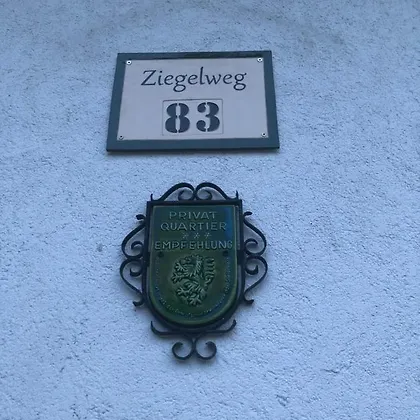 Ziegelweg
83
PRIVAT
QUARTIER
***
EMPFEHLUNG